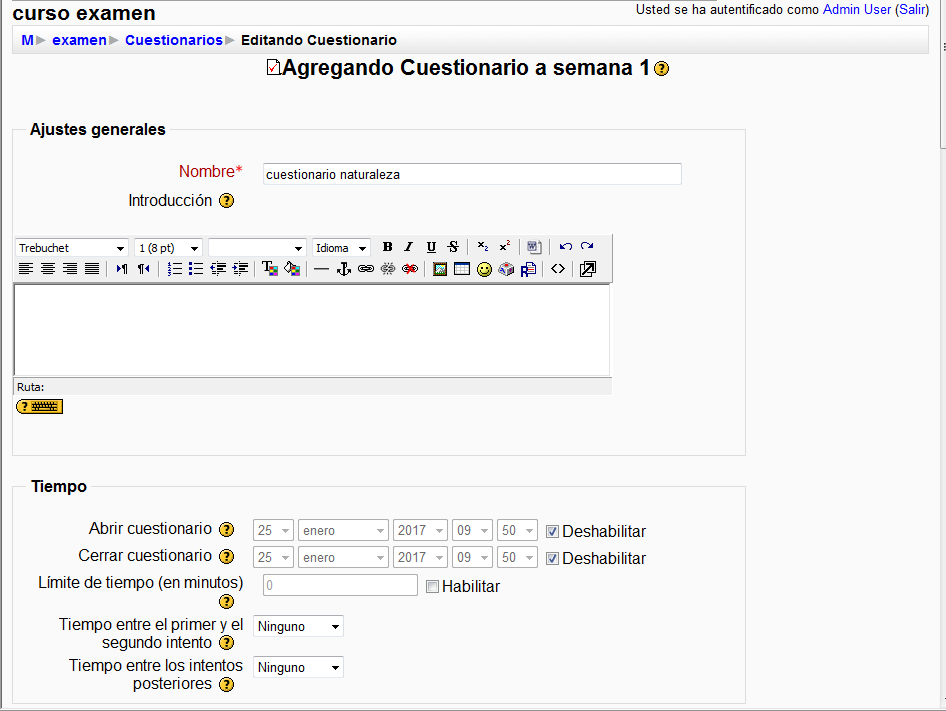 curso examen
Usted se ha autentificado como Admin User (Salir)
M ► examen ► Cuestionarios ► Editando Cuestionario
Agregando Cuestionario a semana 1 ?
Ajustes generales
Nombre* cuestionario naturaleza
Introducción ?
Trebuchet 1 (8 pt) Idioma B I U S x₂ x²
Ruta:
?
Tiempo
Abrir cuestionario ? 25 enero 2017 09 50 Deshabilitar
Cerrar cuestionario ? 25 enero 2017 09 50 Deshabilitar
Límite de tiempo (en minutos) 0 Habilitar
?
Tiempo entre el primer y el Ninguno
segundo intento ?
Tiempo entre los intentos Ninguno
posteriores ?